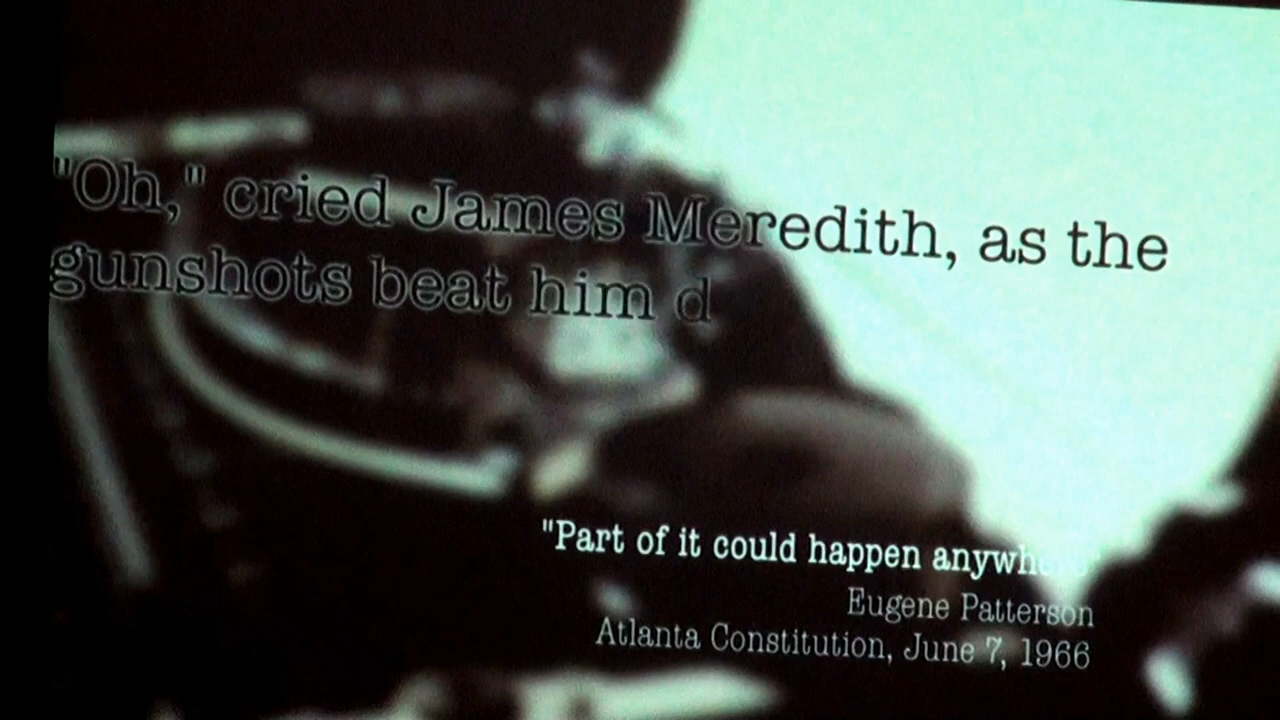 "Oh," cried James Meredith, as the
gunshots beat him d
"Part of it could happen
Eugene Patterson
Atlanta Constitution, June 7, 1966